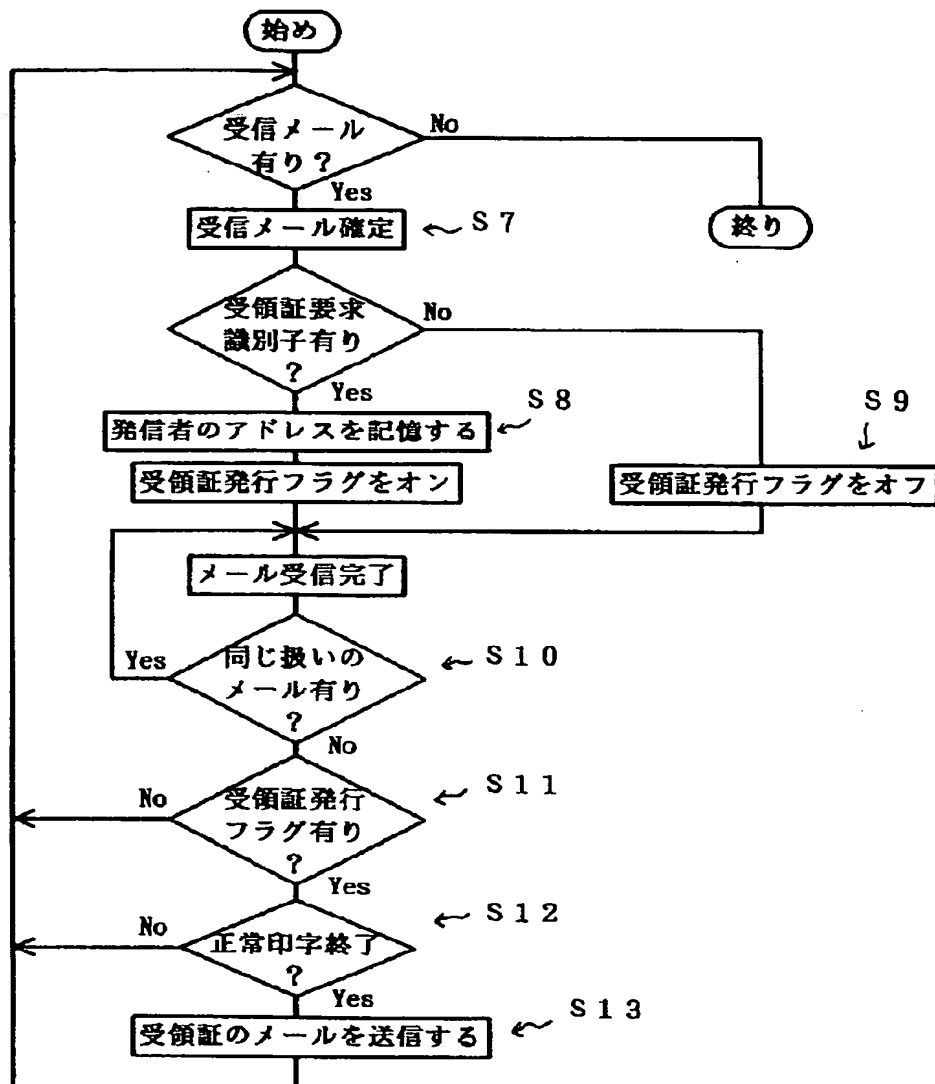 始め
受信メール
有り？
No
Yes
終り
受信メール確定
S7
受領証要求
識別子有り
？
No
Yes
S8
S9
発信者のアドレスを記憶する
受領証発行フラグをオン
受領証発行フラグをオフ
メール受信完了
同じ扱いの
メール有り
？
Yes
S10
No
受領証発行
フラグ有り
？
No
S11
Yes
正常印字終了
？
No
S12
Yes
S13
受領証のメールを送信する